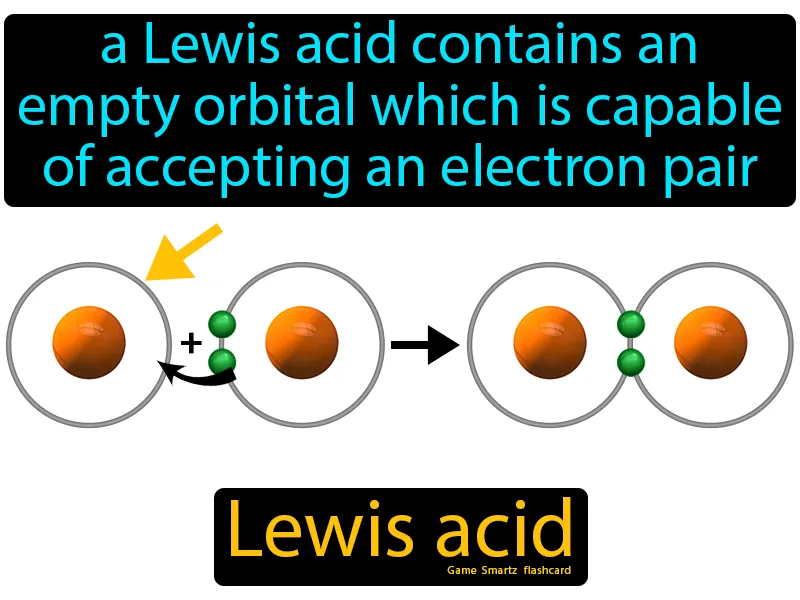 a Lewis acid contains an
empty orbital which is capable
of accepting an electron pair
+
Lewis acid
Game Smartz flashcard